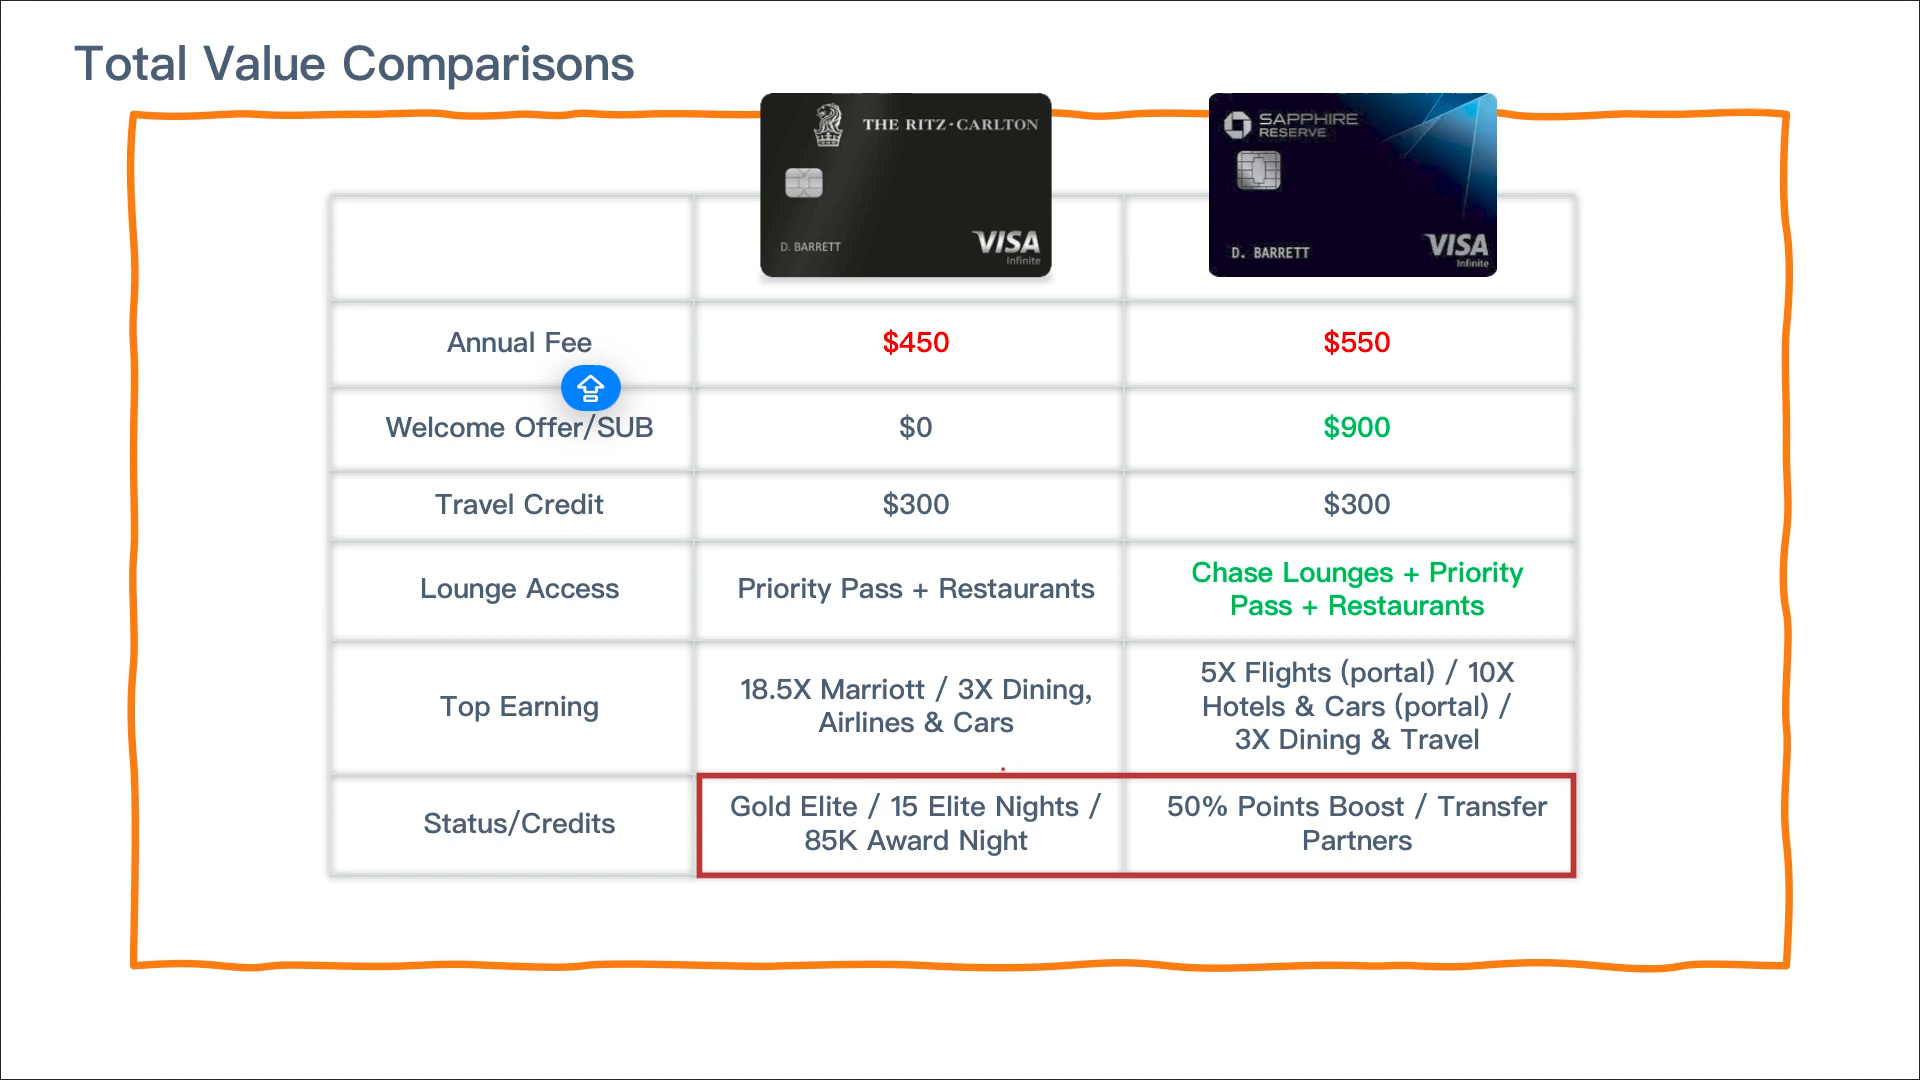 Total Value Comparisons
THE RITZ-CARLTON
D. BARRETT
VISA
Infinite
SAPPHIRE
RESERVE
D. BARRETT
VISA
Infinite
Annual Fee
$450
$550
Welcome Offer/SUB
$0
$900
Travel Credit
$300
$300
Lounge Access
Priority Pass + Restaurants
Chase Lounges + Priority
Pass + Restaurants
Top Earning
18.5X Marriott / 3X Dining,
Airlines & Cars
5X Flights (portal) / 10X
Hotels & Cars (portal) /
3X Dining & Travel
Status/Credits
Gold Elite / 15 Elite Nights /
85K Award Night
50% Points Boost / Transfer
Partners